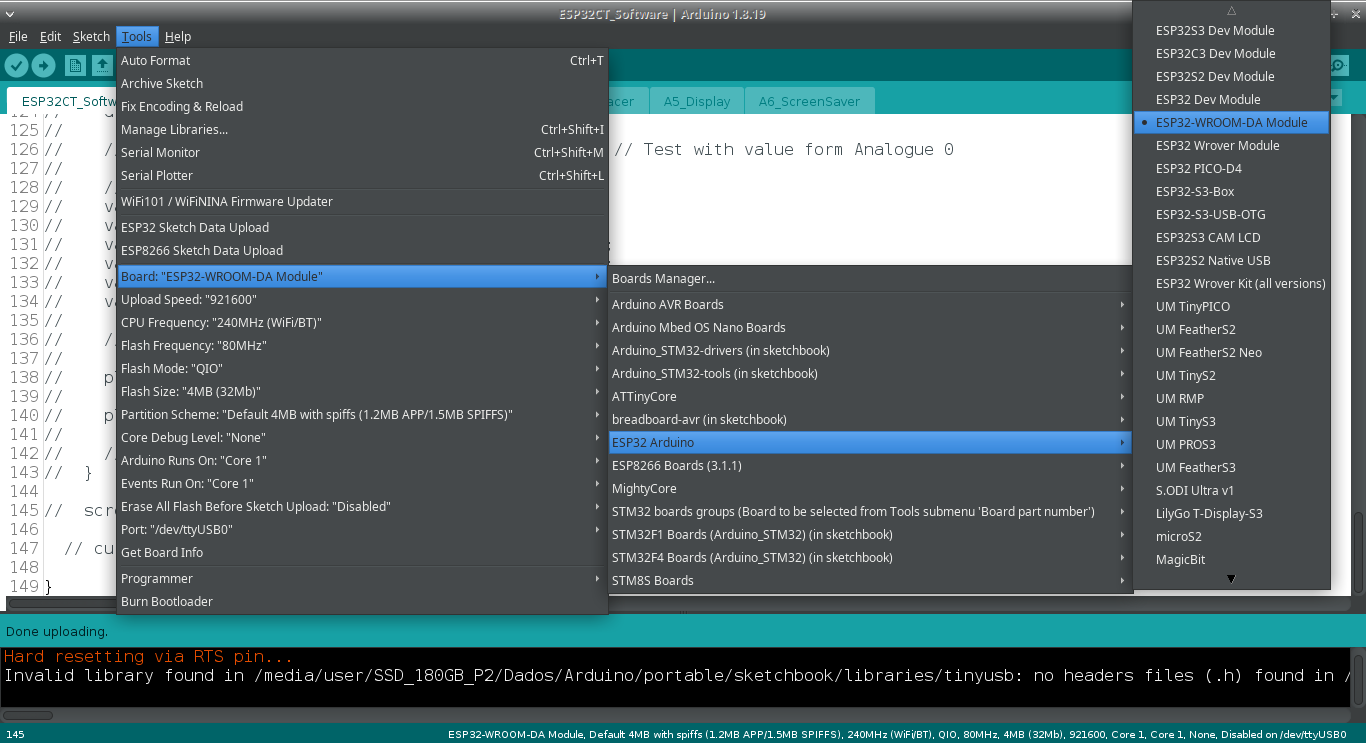 ESP32CT_Software | Arduino 1.8.19
File Edit Sketch Tools Help
ESP32CT_Softw
acer A5_Display A6_ScreenSaver
Auto Format Ctrl+T
Archive Sketch
Fix Encoding & Reload
Manage Libraries... Ctrl+Shift+I
Serial Monitor Ctrl+Shift+M
Serial Plotter Ctrl+Shift+L
WiFi101 / WiFiNINA Firmware Updater
ESP32 Sketch Data Upload
ESP8266 Sketch Data Upload
Board: "ESP32-WROOM-DA Module"
Upload Speed: "921600"
CPU Frequency: "240MHz (WiFi/BT)"
Flash Frequency: "80MHz"
Flash Mode: "QIO"
Flash Size: "4MB (32Mb)"
Partition Scheme: "Default 4MB with spiffs (1.2MB APP/1.5MB SPIFFS)"
Core Debug Level: "None"
Arduino Runs On: "Core 1"
Events Run On: "Core 1"
Erase All Flash Before Sketch Upload: "Disabled"
Port: "/dev/ttyUSB0"
Get Board Info
Programmer
Burn Bootloader
Boards Manager...
Arduino AVR Boards
Arduino Mbed OS Nano Boards
Arduino_STM32-drivers (in sketchbook)
Arduino_STM32-tools (in sketchbook)
ATTinyCore
breadboard-avr (in sketchbook)
ESP32 Arduino
ESP8266 Boards (3.1.1)
MightyCore
STM32 boards groups (Board to be selected from Tools submenu 'Board part number')
STM32F1 Boards (Arduino_STM32) (in sketchbook)
STM32F4 Boards (Arduino_STM32) (in sketchbook)
STM8S Boards
ESP32S3 Dev Module
ESP32C3 Dev Module
ESP32S2 Dev Module
ESP32 Dev Module
ESP32-WROOM-DA Module
ESP32 Wrover Module
ESP32 PICO-D4
ESP32-S3-Box
ESP32-S3-USB-OTG
ESP32S3 CAM LCD
ESP32S2 Native USB
ESP32 Wrover Kit (all versions)
UM TinyPICO
UM FeatherS2
UM FeatherS2 Neo
UM TinyS2
UM RMP
UM TinyS3
UM PROS3
UM FeatherS3
S.ODI Ultra v1
LilyGo T-Display-S3
microS2
MagicBit
125 //
126 // / // Test with value form Analogue 0
127 //
128 // /
129 // v
130 // v
131 // v ;
132 // v
133 // v
134 // v
135 //
136 // /
137 //
138 // p
139 //
140 // p
141 //
142 // /
143 // }
144
145 // scr
146
147 // cu
148
149 }
Done uploading.
Hard resetting via RTS pin...
Invalid library found in /media/user/SSD_180GB_P2/Dados/Arduino/portable/sketchbook/libraries/tinyusb: no headers files (.h) found in /
145 ESP32-WROOM-DA Module, Default 4MB with spiffs (1.2MB APP/1.5MB SPIFFS), 240MHz (WiFi/BT), QIO, 80MHz, 4MB (32Mb), 921600, Core 1, Core 1, None, Disabled on /dev/ttyUSB0